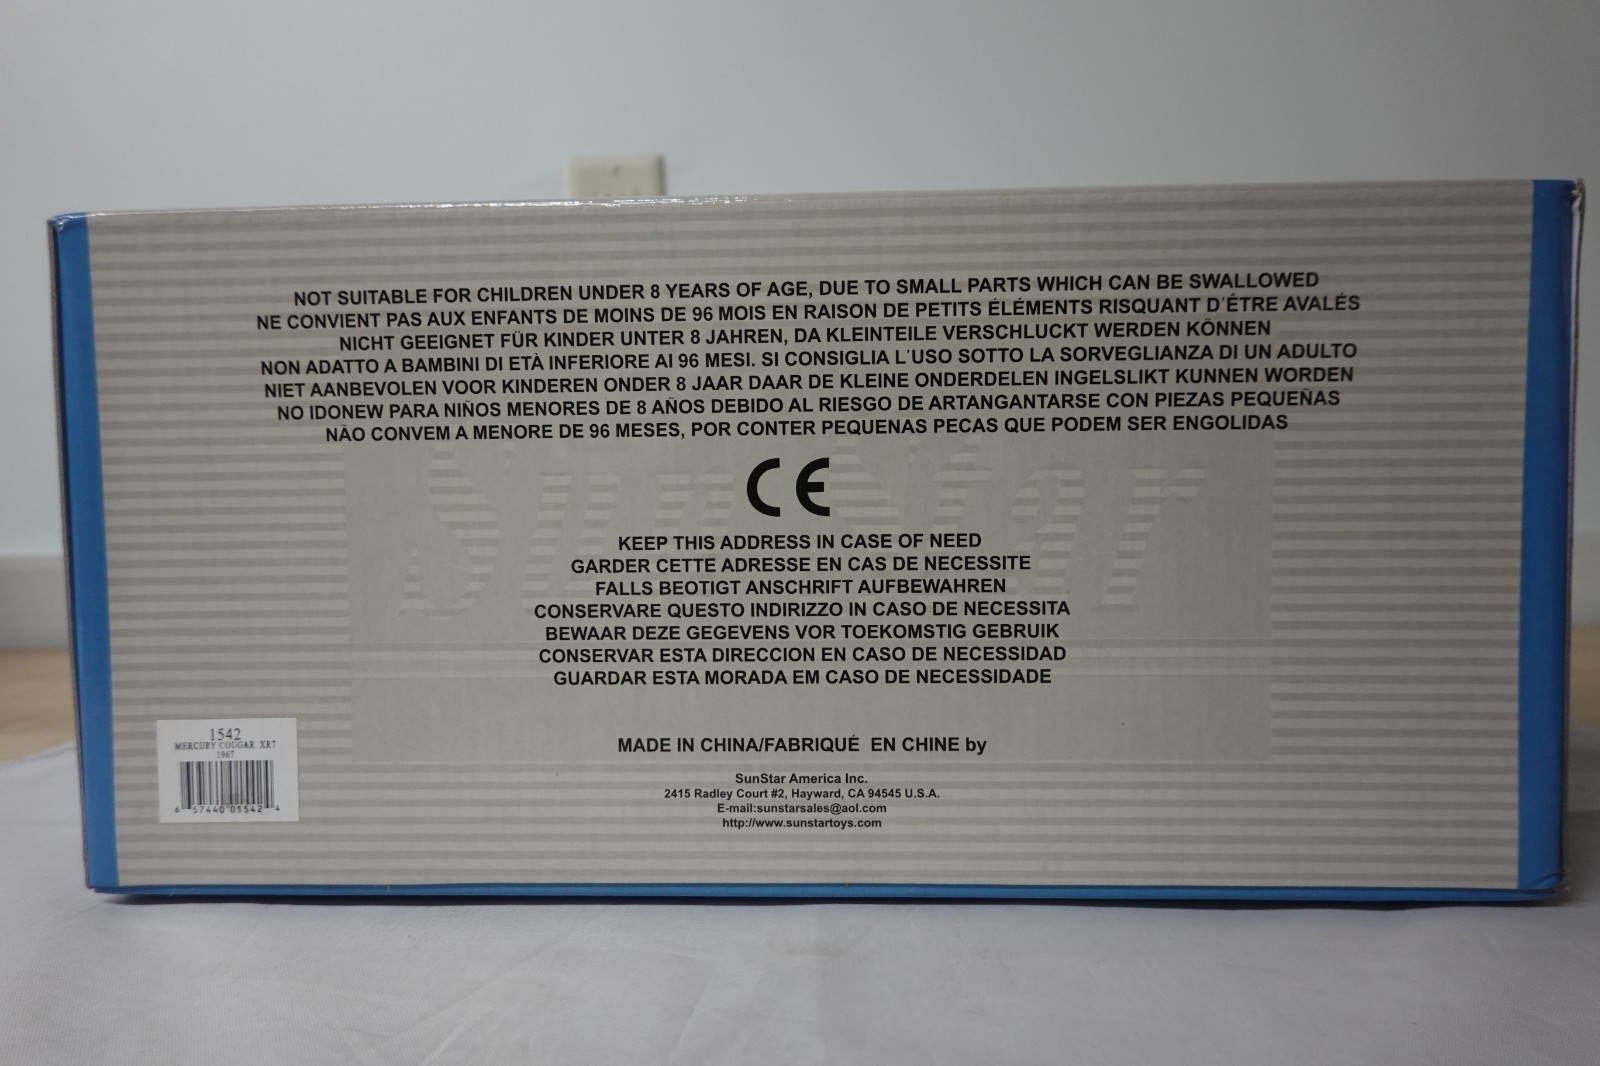 NOT SUITABLE FOR CHILDREN UNDER 8 YEARS OF AGE, DUE TO SMALL PARTS WHICH CAN BE SWALLOWED
NE CONVIENT PAS AUX ENFANTS DE MOINS DE 96 MOIS EN RAISON DE PETITS ÉLÉMENTS RISQUANT D'ÊTRE AVALÉS
NICHT GEEIGNET FÜR KINDER UNTER 8 JAHREN, DA KLEINTEILE VERSCHLUCKT WERDEN KÖNNEN
NON ADATTO A BAMBINI DI ETÀ INFERIORE AI 96 MESI. SI CONSIGLIA L'USO SOTTO LA SORVEGLIANZA DI UN ADULTO
NIET AANBEVOLEN VOOR KINDEREN ONDER 8 JAAR DAAR DE KLEINE ONDERDELEN INGELSLIKT KUNNEN WORDEN
NO IDONEW PARA NIÑOS MENORES DE 8 AÑOS DEBIDO AL RIESGO DE ARTANGANTARSE CON PIEZAS PEQUEÑAS
NÃO CONVEM A MENORE DE 96 MESES, POR CONTER PEQUENAS PECAS QUE PODEM SER ENGOLIDAS
Sun Star
CE
KEEP THIS ADDRESS IN CASE OF NEED
GARDER CETTE ADRESSE EN CAS DE NECESSITE
FALLS BEOTIGT ANSCHRIFT AUFBEWAHREN
CONSERVARE QUESTO INDIRIZZO IN CASO DE NECESSITA
BEWAAR DEZE GEGEVENS VOR TOEKOMSTIG GEBRUIK
CONSERVAR ESTA DIRECCION EN CASO DE NECESSIDAD
GUARDAR ESTA MORADA EM CASO DE NECESSIDADE
MADE IN CHINA/FABRIQUÉ EN CHINE by
SunStar America Inc.
2415 Radley Court #2, Hayward, CA 94545 U.S.A.
E-mail:sunstarsales@aol.com
http://www.sunstartoys.com
1542
MERCURY COUGAR XR7
1967
6 57440 01542 4